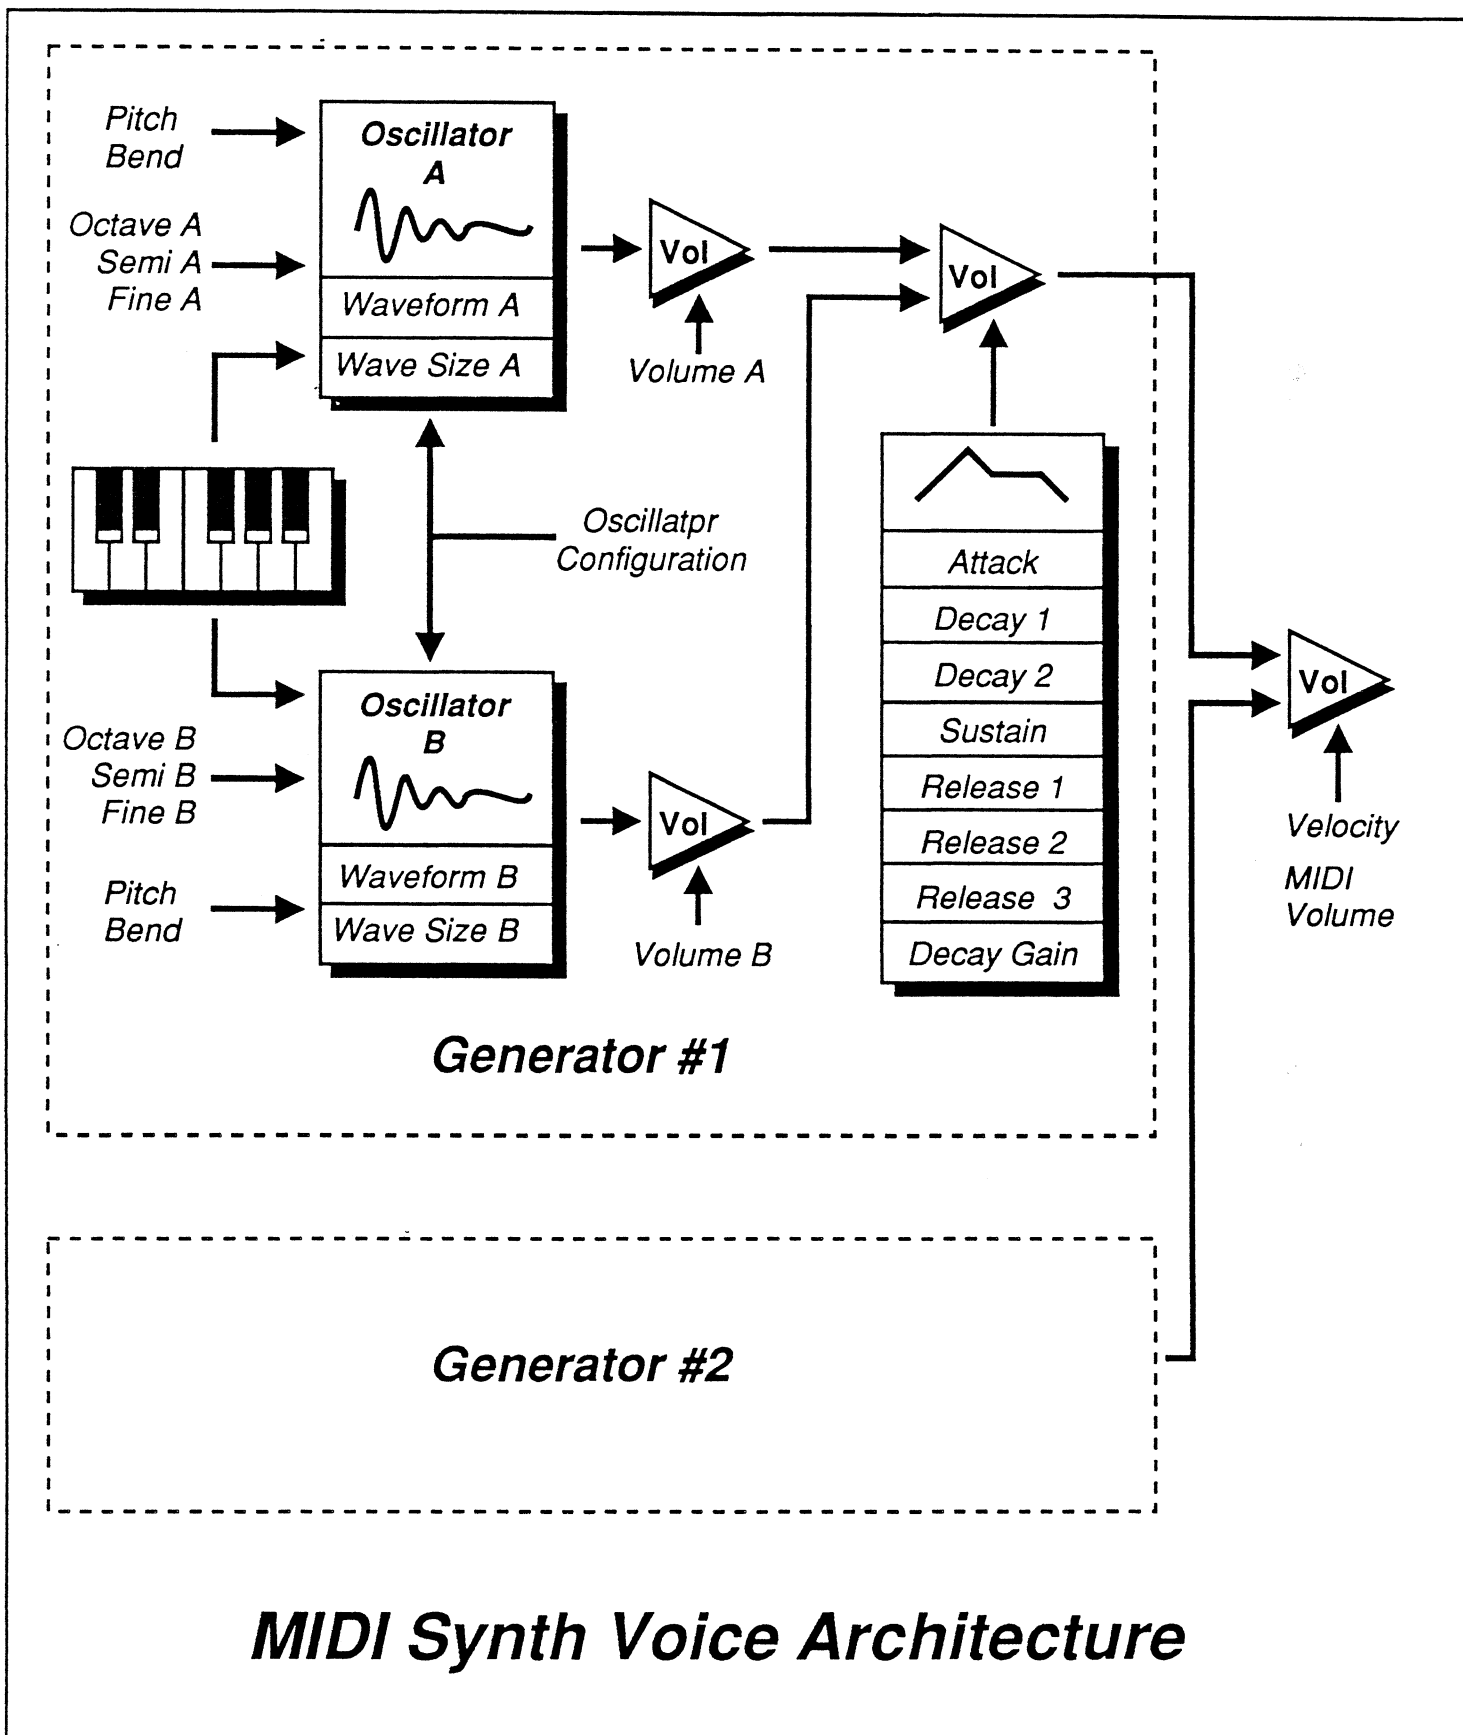 Pitch
Bend
Octave A
Semi A
Fine A
Oscillator
A
Waveform A
Wave Size A
Vol
Volume A
Vol
Oscillatpr
Configuration
Attack
Decay 1
Decay 2
Sustain
Release 1
Release 2
Release 3
Decay Gain
Octave B
Semi B
Fine B
Pitch
Bend
Oscillator
B
Waveform B
Wave Size B
Vol
Volume B
Vol
Velocity
MIDI
Volume
Generator #1
Generator #2
MIDI Synth Voice Architecture